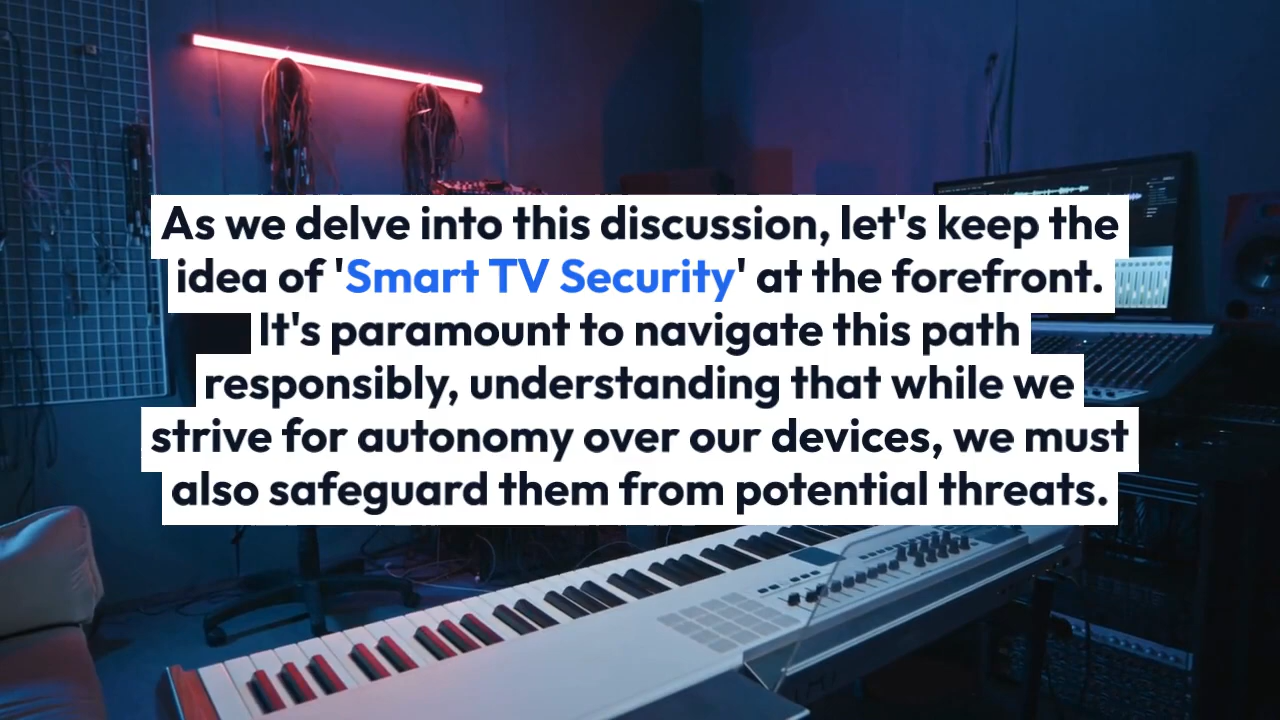 As we delve into this discussion, let's keep the
idea of 'Smart TV Security' at the forefront.
It's paramount to navigate this path
responsibly, understanding that while we
strive for autonomy over our devices, we must
also safeguard them from potential threats.